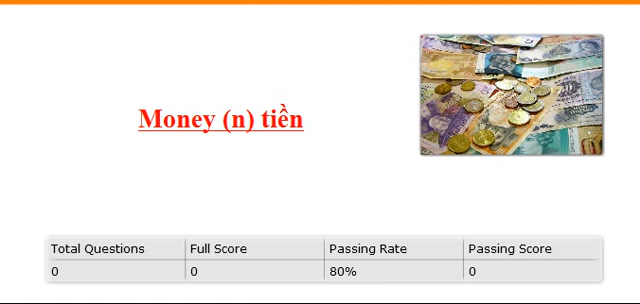 Money (n) tiền
Total Questions Full Score Passing Rate Passing Score
0 0 80% 0